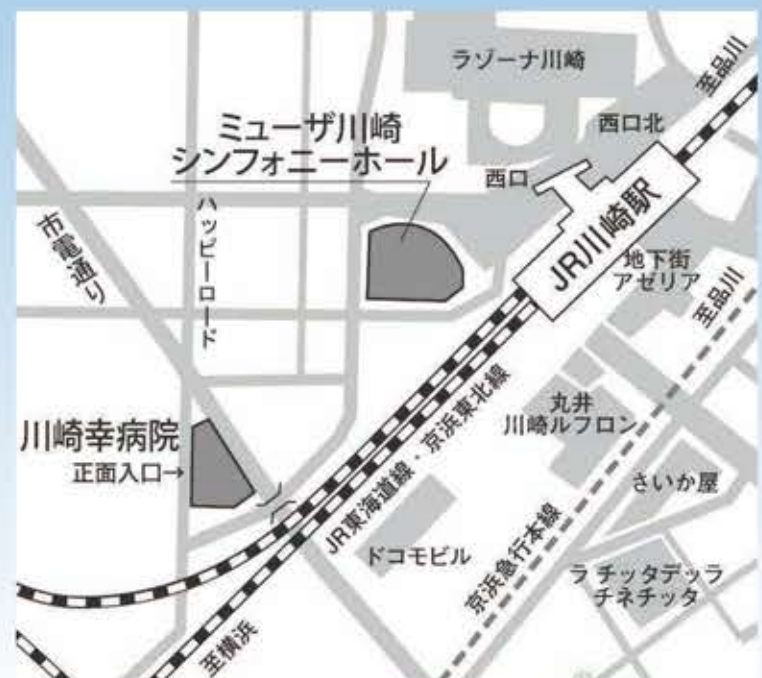 ラゾーナ川崎
至品川
ミューザ川崎
シンフォニーホール
西口北
西口
JR川崎駅
ハッピーロード
市電通り
地下街
アゼリア
至品川
川崎幸病院
正面入口→
丸井
川崎ルフロン
さいか屋
JR東海道線・京浜東北線
ドコモビル
京浜急行本線
ラ チッタデッラ
チネチッタ
至横浜